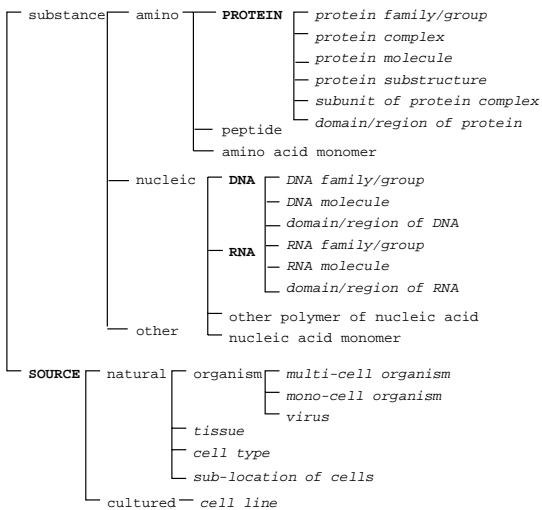 substance amino PROTEIN protein family/group
protein complex
protein molecule
protein substructure
subunit of protein complex
domain/region of protein
peptide
amino acid monomer
nucleic DNA DNA family/group
DNA molecule
domain/region of DNA
RNA RNA family/group
RNA molecule
domain/region of RNA
other polymer of nucleic acid
other nucleic acid monomer
SOURCE natural organism multi-cell organism
mono-cell organism
virus
tissue
cell type
sub-location of cells
cultured cell line